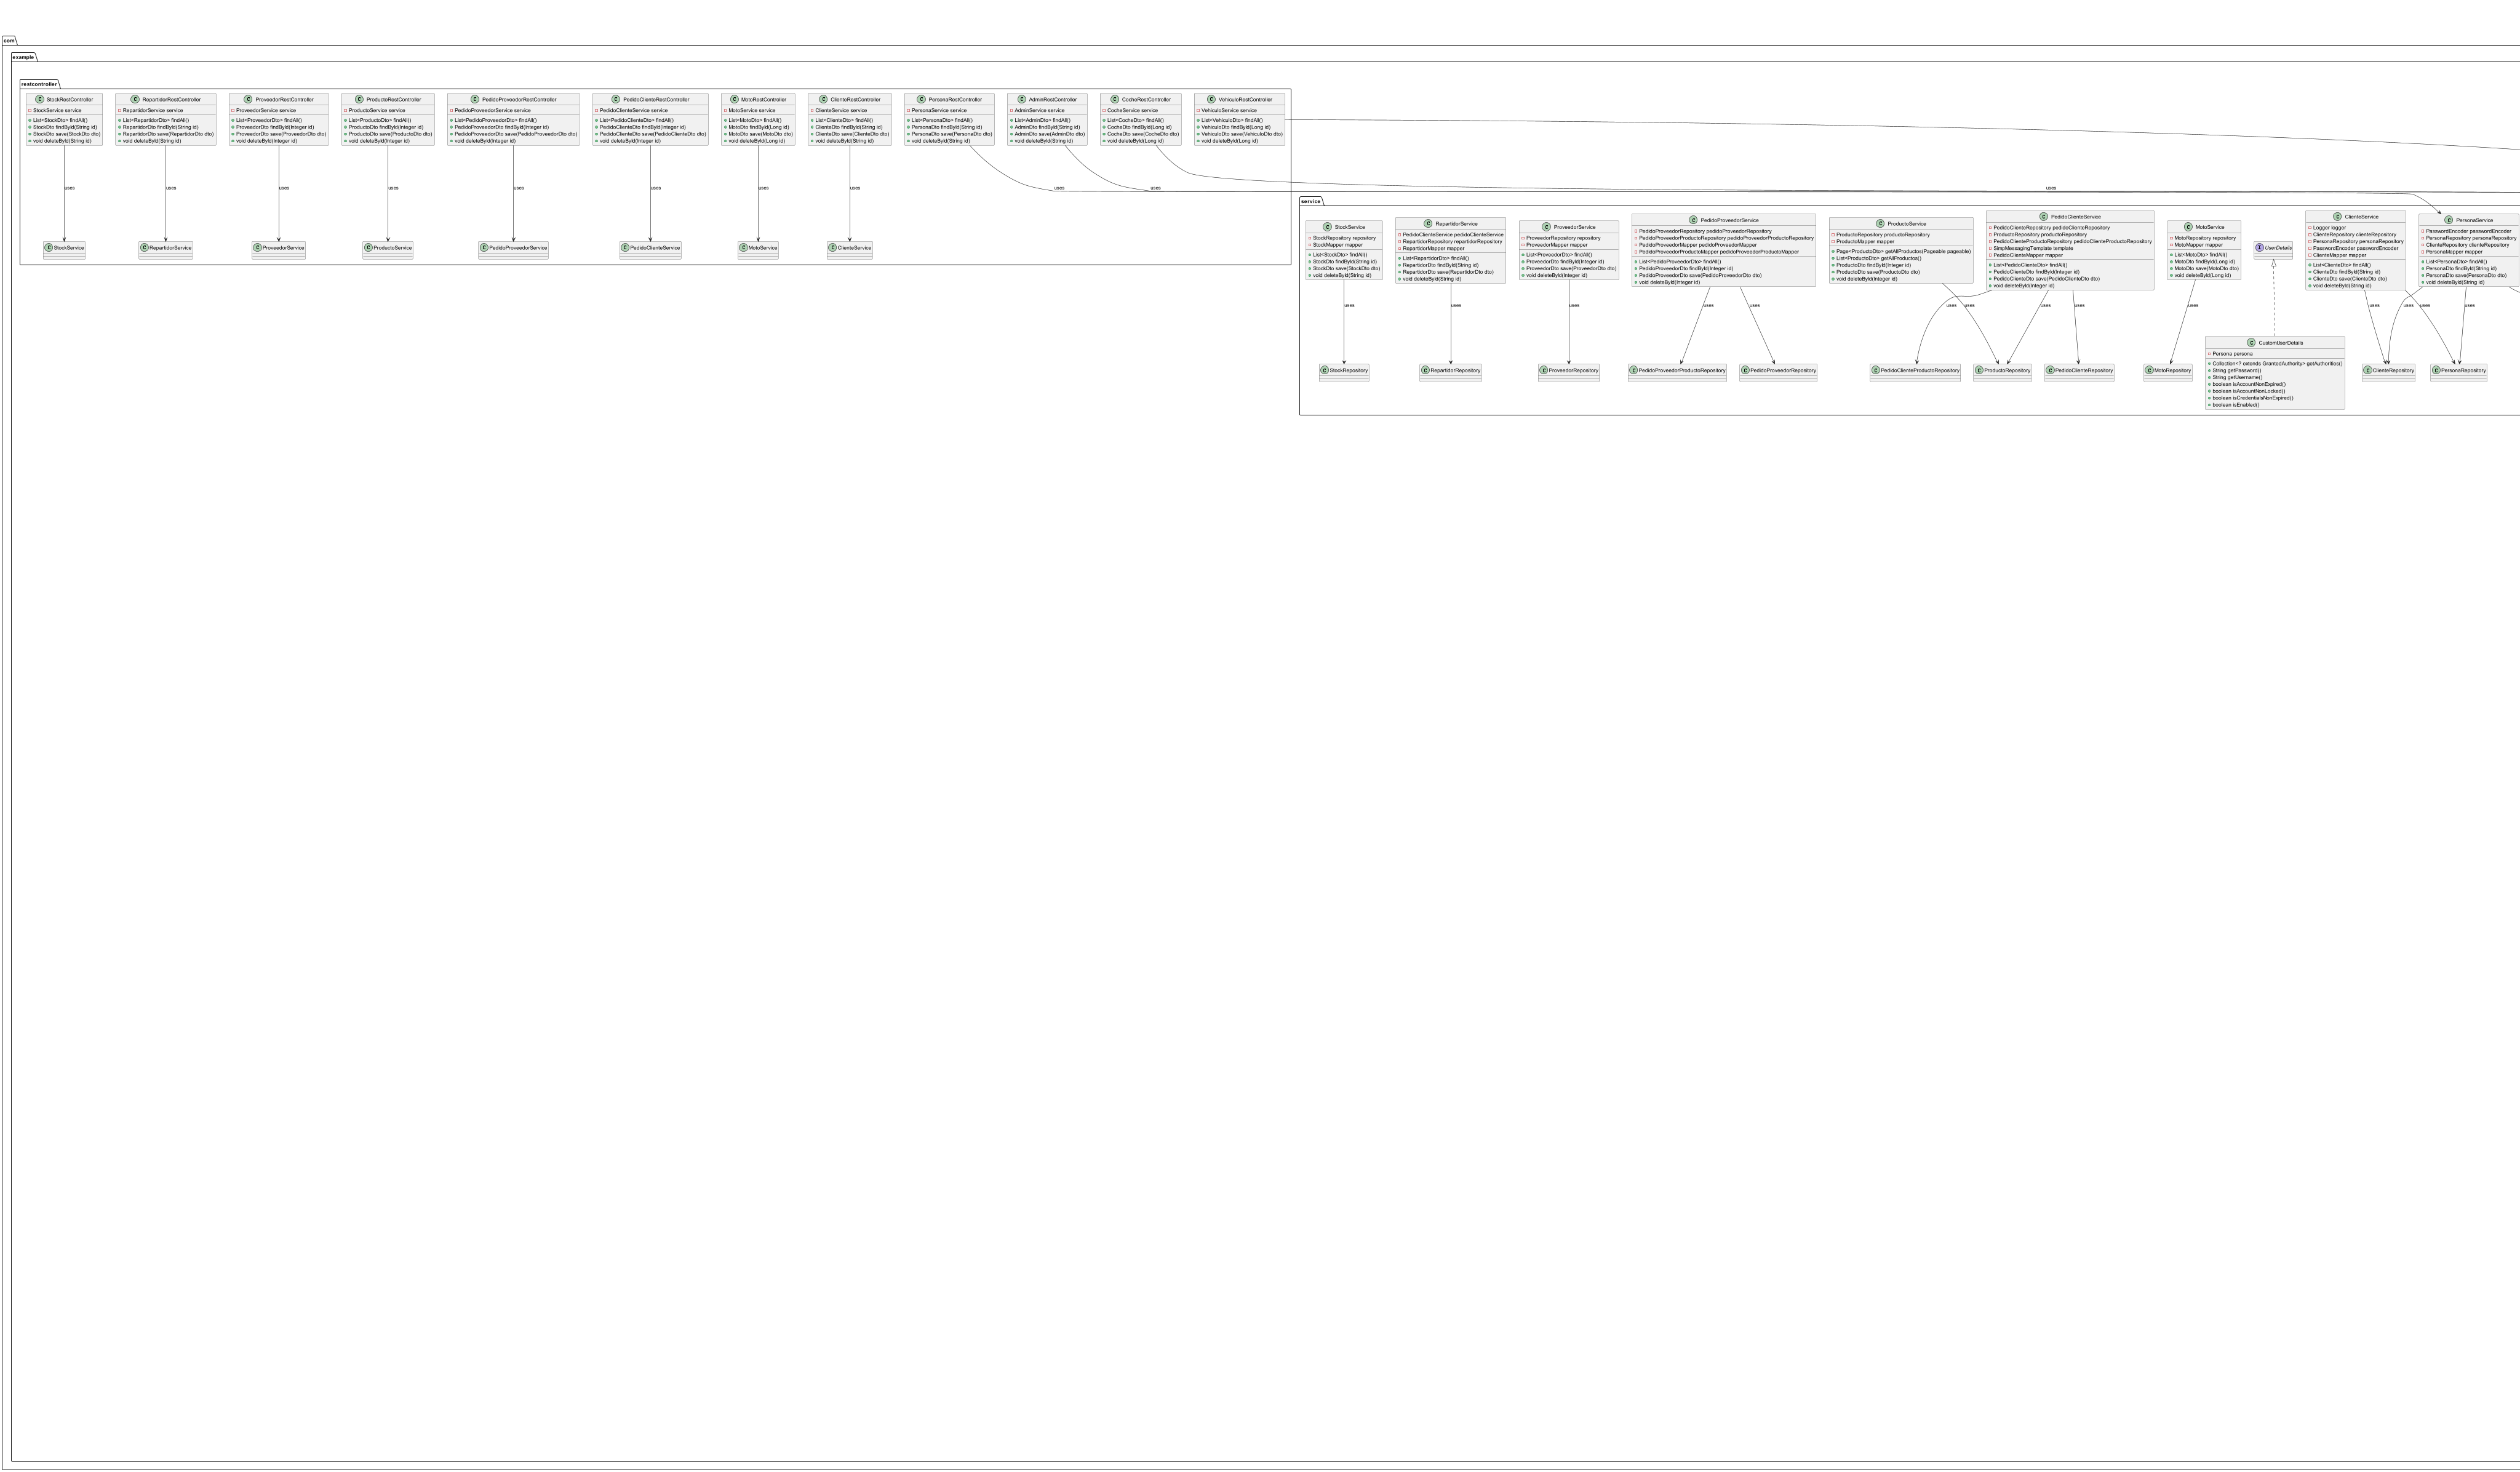 com
example
restcontroller
StockRestController
StockService service
List<StockDto> findAll()
StockDto findById(String id)
StockDto save(StockDto dto)
void deleteById(String id)
RepartidorRestController
RepartidorService service
List<RepartidorDto> findAll()
RepartidorDto findById(String id)
RepartidorDto save(RepartidorDto dto)
void deleteById(String id)
ProveedorRestController
ProveedorService service
List<ProveedorDto> findAll()
ProveedorDto findById(Integer id)
ProveedorDto save(ProveedorDto dto)
void deleteById(Integer id)
ProductoRestController
ProductoService service
List<ProductoDto> findAll()
ProductoDto findById(Integer id)
ProductoDto save(ProductoDto dto)
void deleteById(Integer id)
PedidoProveedorRestController
PedidoProveedorService service
List<PedidoProveedorDto> findAll()
PedidoProveedorDto findById(Integer id)
PedidoProveedorDto save(PedidoProveedorDto dto)
void deleteById(Integer id)
PedidoClienteRestController
PedidoClienteService service
List<PedidoClienteDto> findAll()
PedidoClienteDto findById(Integer id)
PedidoClienteDto save(PedidoClienteDto dto)
void deleteById(Integer id)
MotoRestController
MotoService service
List<MotoDto> findAll()
MotoDto findById(Long id)
MotoDto save(MotoDto dto)
void deleteById(Long id)
ClienteRestController
ClienteService service
List<ClienteDto> findAll()
ClienteDto findById(String id)
ClienteDto save(ClienteDto dto)
void deleteById(String id)
PersonaRestController
PersonaService service
List<PersonaDto> findAll()
PersonaDto findById(String id)
PersonaDto save(PersonaDto dto)
void deleteById(String id)
AdminRestController
AdminService service
List<AdminDto> findAll()
AdminDto findById(String id)
AdminDto save(AdminDto dto)
void deleteById(String id)
CocheRestController
CocheService service
List<CocheDto> findAll()
CocheDto findById(Long id)
CocheDto save(CocheDto dto)
void deleteById(Long id)
VehiculoRestController
VehiculoService service
List<VehiculoDto> findAll()
VehiculoDto findById(Long id)
VehiculoDto save(VehiculoDto dto)
void deleteById(Long id)
uses
uses
uses
uses
uses
uses
uses
uses
uses
uses
uses
StockService
RepartidorService
ProveedorService
ProductoService
PedidoProveedorService
PedidoClienteService
MotoService
ClienteService
service
StockService
StockRepository repository
StockMapper mapper
List<StockDto> findAll()
StockDto findById(String id)
StockDto save(StockDto dto)
void deleteById(String id)
RepartidorService
PedidoClienteService pedidoClienteService
RepartidorRepository repartidorRepository
RepartidorMapper mapper
List<RepartidorDto> findAll()
RepartidorDto findById(String id)
RepartidorDto save(RepartidorDto dto)
void deleteById(String id)
ProveedorService
ProveedorRepository repository
ProveedorMapper mapper
List<ProveedorDto> findAll()
ProveedorDto findById(Integer id)
ProveedorDto save(ProveedorDto dto)
void deleteById(Integer id)
PedidoProveedorService
PedidoProveedorRepository pedidoProveedorRepository
PedidoProveedorProductoRepository pedidoProveedorProductoRepository
PedidoProveedorMapper pedidoProveedorMapper
PedidoProveedorProductoMapper pedidoProveedorProductoMapper
List<PedidoProveedorDto> findAll()
PedidoProveedorDto findById(Integer id)
PedidoProveedorDto save(PedidoProveedorDto dto)
void deleteById(Integer id)
ProductoService
ProductoRepository productoRepository
ProductoMapper mapper
Page<ProductoDto> getAllProductos(Pageable pageable)
List<ProductoDto> getAllProductos()
ProductoDto findById(Integer id)
ProductoDto save(ProductoDto dto)
void deleteById(Integer id)
PedidoClienteService
PedidoClienteRepository pedidoClienteRepository
ProductoRepository productoRepository
PedidoClienteProductoRepository pedidoClienteProductoRepository
SimpMessagingTemplate template
PedidoClienteMapper mapper
List<PedidoClienteDto> findAll()
PedidoClienteDto findById(Integer id)
PedidoClienteDto save(PedidoClienteDto dto)
void deleteById(Integer id)
MotoService
MotoRepository repository
MotoMapper mapper
List<MotoDto> findAll()
MotoDto findById(Long id)
MotoDto save(MotoDto dto)
void deleteById(Long id)
UserDetails
ClienteService
Logger logger
ClienteRepository clienteRepository
PersonaRepository personaRepository
PasswordEncoder passwordEncoder
ClienteMapper mapper
List<ClienteDto> findAll()
ClienteDto findById(String id)
ClienteDto save(ClienteDto dto)
void deleteById(String id)
PersonaService
PasswordEncoder passwordEncoder
PersonaRepository personaRepository
ClienteRepository clienteRepository
PersonaMapper mapper
List<PersonaDto> findAll()
PersonaDto findById(String id)
PersonaDto save(PersonaDto dto)
void deleteById(String id)
uses
uses
uses
uses
uses
uses
uses
uses
uses
uses
uses
uses
uses
uses
StockRepository
RepartidorRepository
ProveedorRepository
PedidoProveedorProductoRepository
PedidoProveedorRepository
PedidoClienteProductoRepository
ProductoRepository
PedidoClienteRepository
MotoRepository
CustomUserDetails
Persona persona
Collection<? extends GrantedAuthority> getAuthorities()
String getPassword()
String getUsername()
boolean isAccountNonExpired()
boolean isAccountNonLocked()
boolean isCredentialsNonExpired()
boolean isEnabled()
ClienteRepository
PersonaRepository